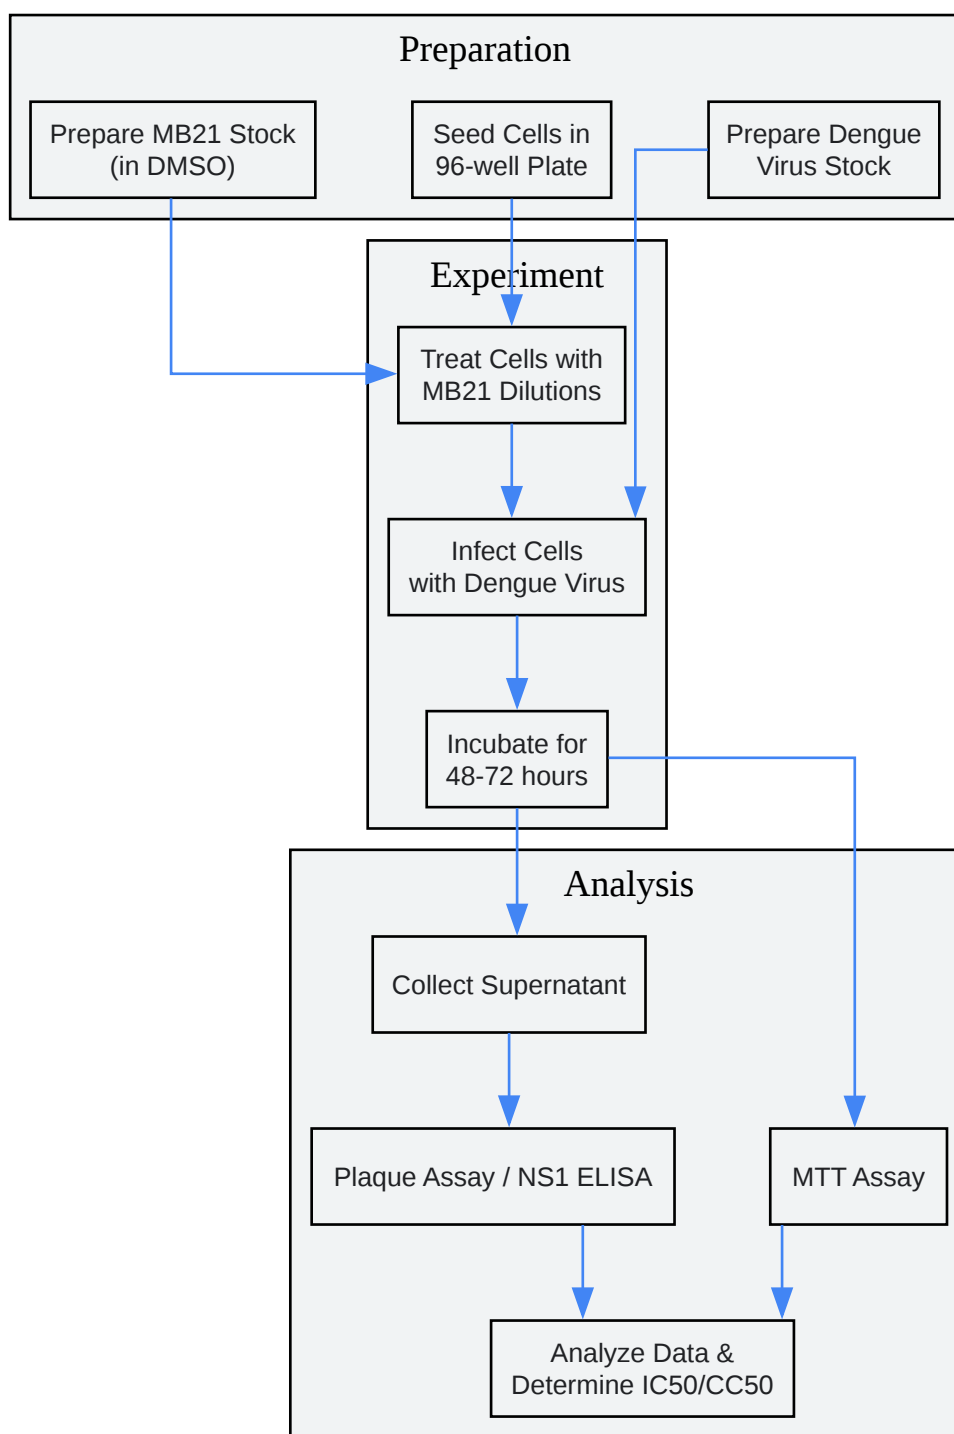 Preparation
Prepare MB21 Stock
(in DMSO)
Seed Cells in
96-well Plate
Prepare Dengue
Virus Stock
Experiment
Treat Cells with
MB21 Dilutions
Infect Cells
with Dengue Virus
Incubate for
48-72 hours
Analysis
Collect Supernatant
Plaque Assay / NS1 ELISA
MTT Assay
Analyze Data &
Determine IC50/CC50